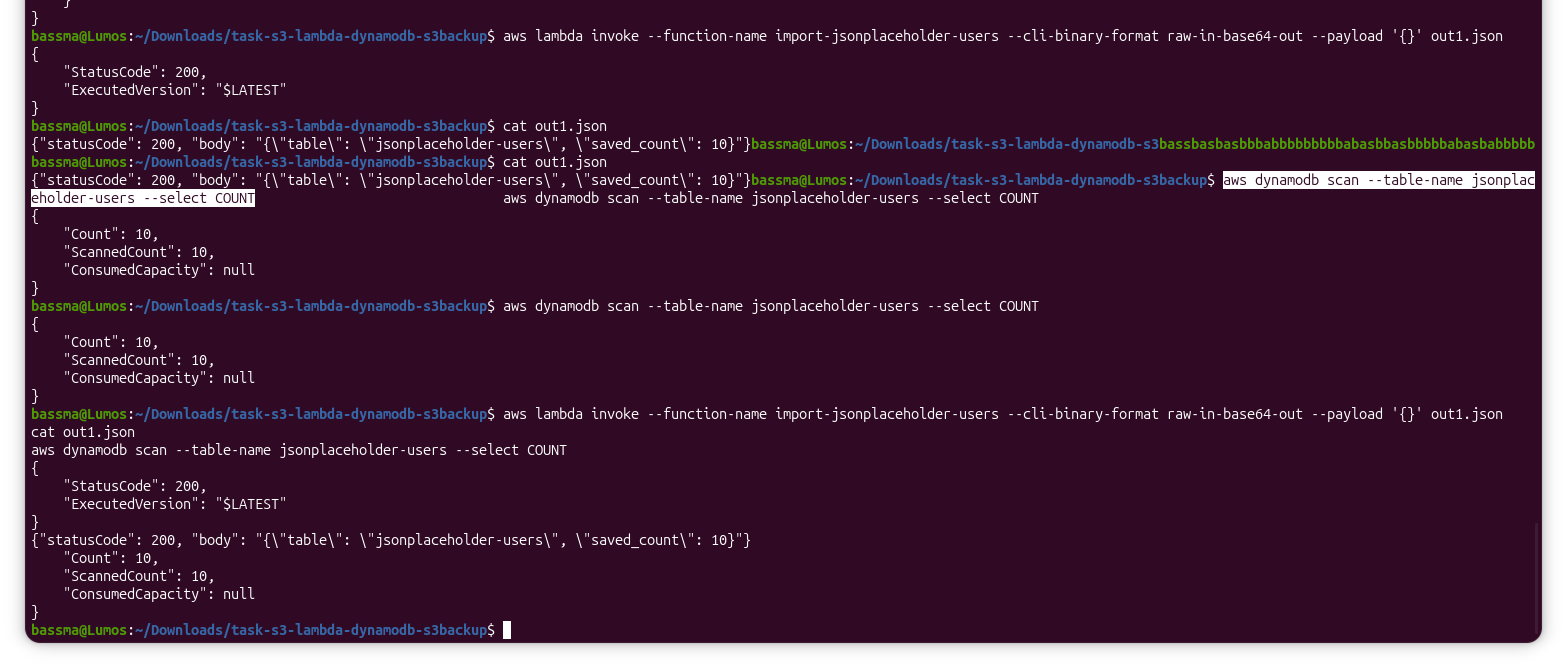 }
}
bassma@Lumos:~/Downloads/task-s3-lambda-dynamodb-s3backup$ aws lambda invoke --function-name import-jsonplaceholder-users --cli-binary-format raw-in-base64-out --payload '{}' out1.json
{
    "StatusCode": 200,
    "ExecutedVersion": "$LATEST"
}
bassma@Lumos:~/Downloads/task-s3-lambda-dynamodb-s3backup$ cat out1.json
{"statusCode": 200, "body": "{\"table\": \"jsonplaceholder-users\", \"saved_count\": 10}"}bassma@Lumos:~/Downloads/task-s3-lambda-dynamodb-s3bassbasbasbbbabbbbbbbbbabasbbasbbbbbabasbabbbbb
bassma@Lumos:~/Downloads/task-s3-lambda-dynamodb-s3backup$ cat out1.json
{"statusCode": 200, "body": "{\"table\": \"jsonplaceholder-users\", \"saved_count\": 10}"}bassma@Lumos:~/Downloads/task-s3-lambda-dynamodb-s3backup$ aws dynamodb scan --table-name jsonplac
eholder-users --select COUNT                               aws dynamodb scan --table-name jsonplaceholder-users --select COUNT
{
    "Count": 10,
    "ScannedCount": 10,
    "ConsumedCapacity": null
}
bassma@Lumos:~/Downloads/task-s3-lambda-dynamodb-s3backup$ aws dynamodb scan --table-name jsonplaceholder-users --select COUNT
{
    "Count": 10,
    "ScannedCount": 10,
    "ConsumedCapacity": null
}
bassma@Lumos:~/Downloads/task-s3-lambda-dynamodb-s3backup$ aws lambda invoke --function-name import-jsonplaceholder-users --cli-binary-format raw-in-base64-out --payload '{}' out1.json
cat out1.json
aws dynamodb scan --table-name jsonplaceholder-users --select COUNT
{
    "StatusCode": 200,
    "ExecutedVersion": "$LATEST"
}
{"statusCode": 200, "body": "{\"table\": \"jsonplaceholder-users\", \"saved_count\": 10}"}
    "Count": 10,
    "ScannedCount": 10,
    "ConsumedCapacity": null
}
bassma@Lumos:~/Downloads/task-s3-lambda-dynamodb-s3backup$